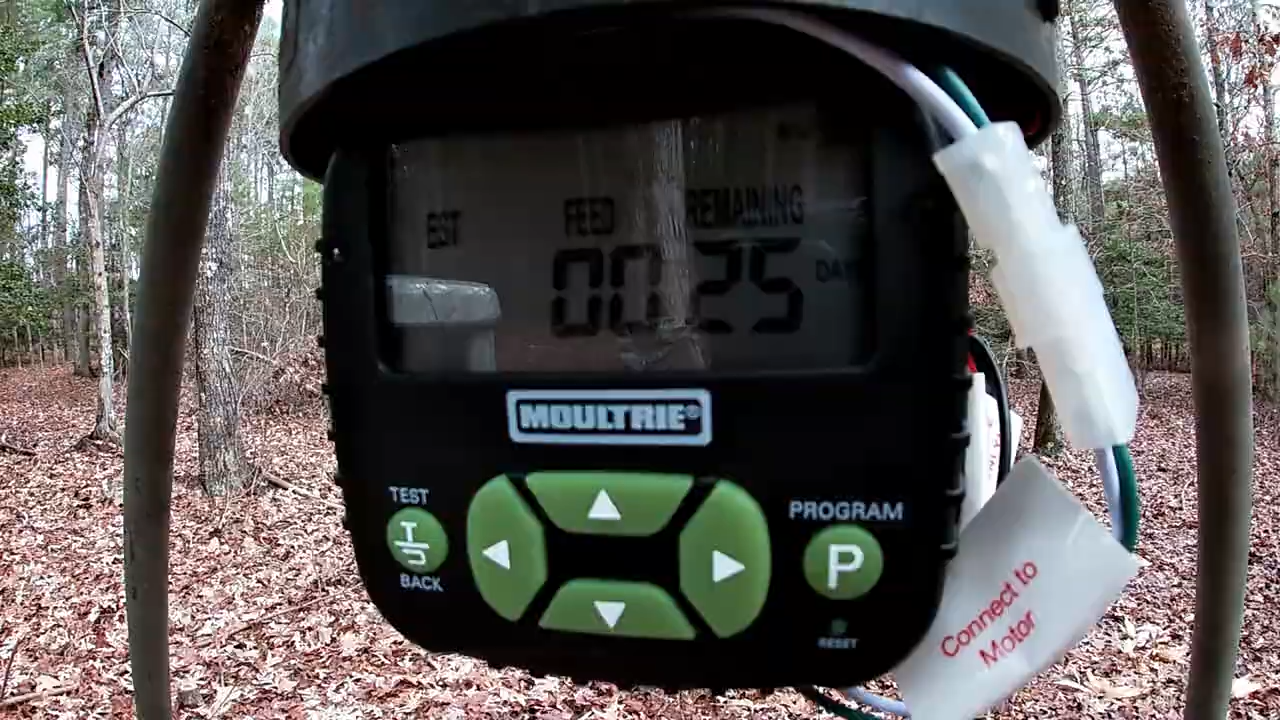 EST FEED REMAINING
0025 DAY
MOULTRIE®
TEST
BACK
PROGRAM
P
RESET
Connect to
Motor